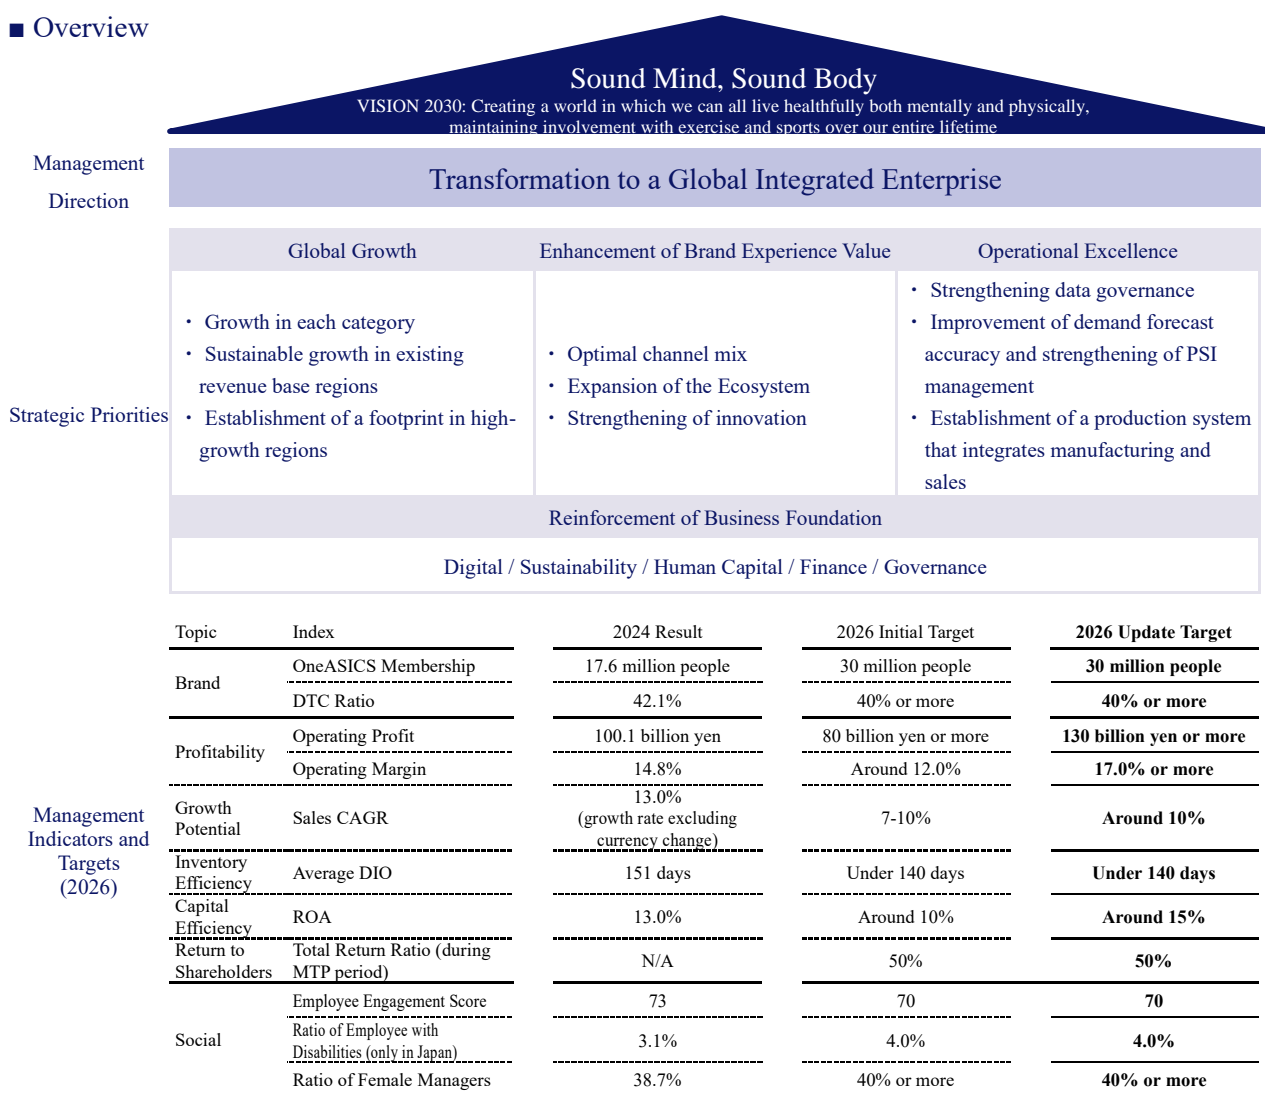 ■ Overview
Sound Mind, Sound Body
VISION 2030: Creating a world in which we can all live healthfully both mentally and physically,
maintaining involvement with exercise and sports over our entire lifetime
Management
Direction
Transformation to a Global Integrated Enterprise
Strategic Priorities
Global Growth
・ Growth in each category
・ Sustainable growth in existing
revenue base regions
・ Establishment of a footprint in high-
growth regions
Enhancement of Brand Experience Value
・ Optimal channel mix
・ Expansion of the Ecosystem
・ Strengthening of innovation
Operational Excellence
・ Strengthening data governance
・ Improvement of demand forecast
accuracy and strengthening of PSI
management
・ Establishment of a production system
that integrates manufacturing and
sales
Reinforcement of Business Foundation
Digital / Sustainability / Human Capital / Finance / Governance
Management
Indicators and
Targets
(2026)
Topic Index 2024 Result 2026 Initial Target 2026 Update Target
Brand
OneASICS Membership 17.6 million people 30 million people 30 million people
DTC Ratio 42.1% 40% or more 40% or more
Profitability
Operating Profit 100.1 billion yen 80 billion yen or more 130 billion yen or more
Operating Margin 14.8% Around 12.0% 17.0% or more
Growth
Potential
Sales CAGR
13.0%
(growth rate excluding
currency change)
7-10% Around 10%
Inventory
Efficiency
Average DIO 151 days Under 140 days Under 140 days
Capital
Efficiency
ROA 13.0% Around 10% Around 15%
Return to
Shareholders
Total Return Ratio (during
MTP period)
N/A 50% 50%
Social
Employee Engagement Score 73 70 70
Ratio of Employee with
Disabilities (only in Japan)
3.1% 4.0% 4.0%
Ratio of Female Managers 38.7% 40% or more 40% or more